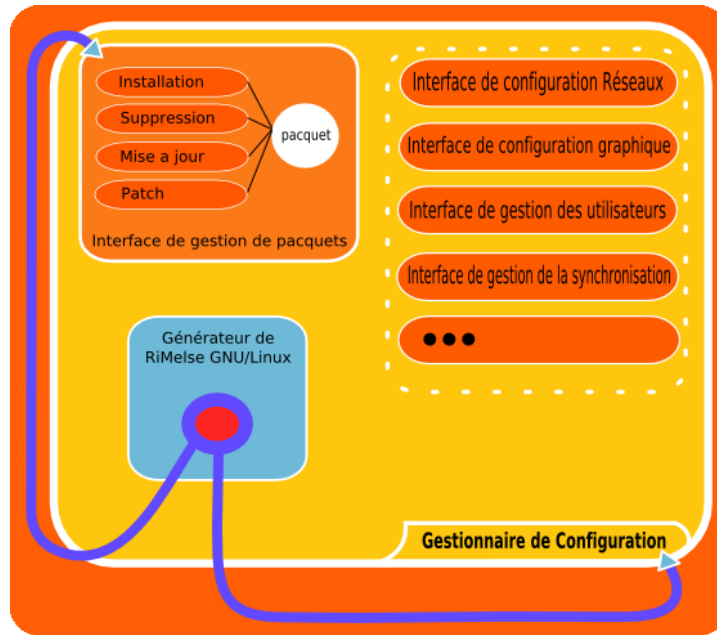 Installation
Suppression
Mise a jour
Patch
pacquet
Interface de gestion de pacquets
Interface de configuration Réseaux
Interface de configuration graphique
Interface de gestion des utilisateurs
Interface de gestion de la synchronisation
Générateur de
RiMelse GNU/Linux
Gestionnaire de Configuration